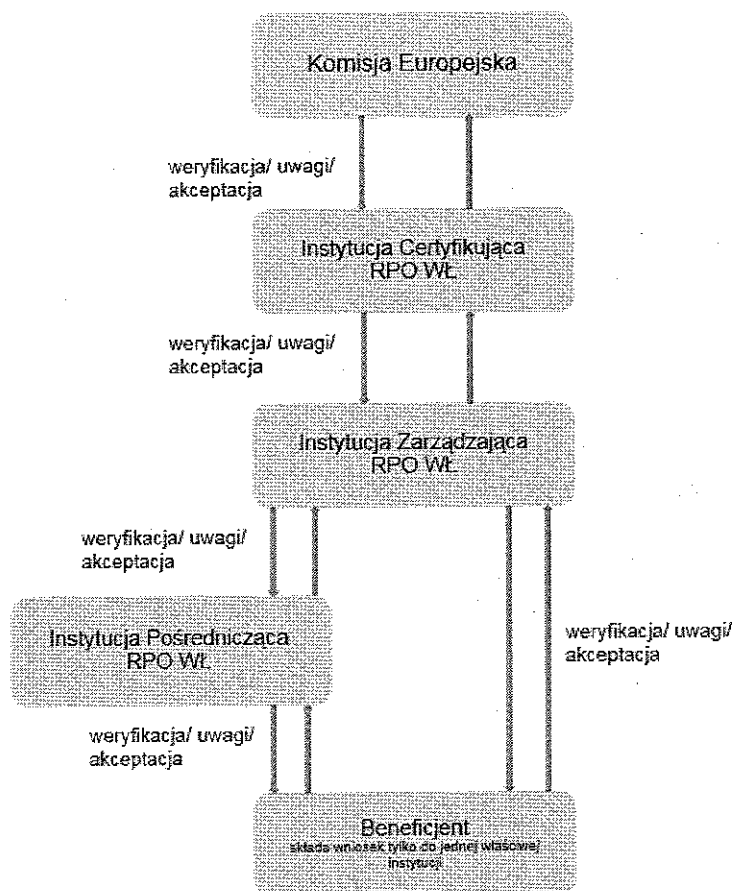 Komisja Europejska
weryfikacja/ uwagi/
akceptacja
Instytucja Certyfikująca
RPO WŁ
weryfikacja/ uwagi/
akceptacja
Instytucja Zarządzająca
RPO WŁ
weryfikacja/ uwagi/
akceptacja
Instytucja Pośrednicząca
RPO WŁ
weryfikacja/ uwagi/
akceptacja
weryfikacja/ uwagi/
akceptacja
Beneficjent
składa wniosek tylko do jednej właściwej
instytucji